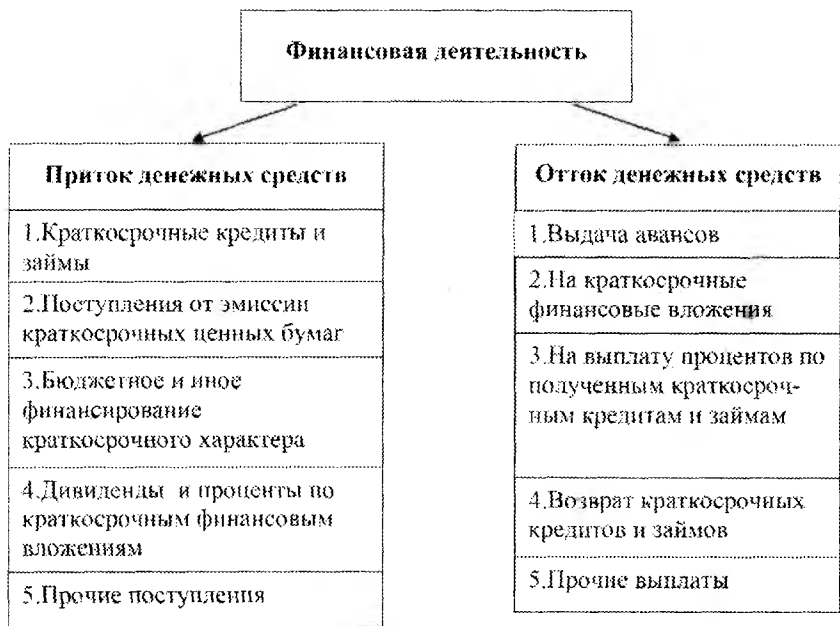 Финансовая деятельность
Приток денежных средств
1.Краткосрочные кредиты и
займы
2.Поступления от эмиссии
краткосрочных ценных бумаг
3.Бюджетное и иное
финансирование
краткосрочного характера
4.Дивиденды и проценты по
краткосрочным финансовым
вложениям
5.Прочие поступления
Отток денежных средств
1.Выдача авансов
2.На краткосрочные
финансовые вложения
3.На выплату процентов по
полученным краткосроч-
ным кредитам и займам
4.Возврат краткосрочных
кредитов и займов
5.Прочие выплаты